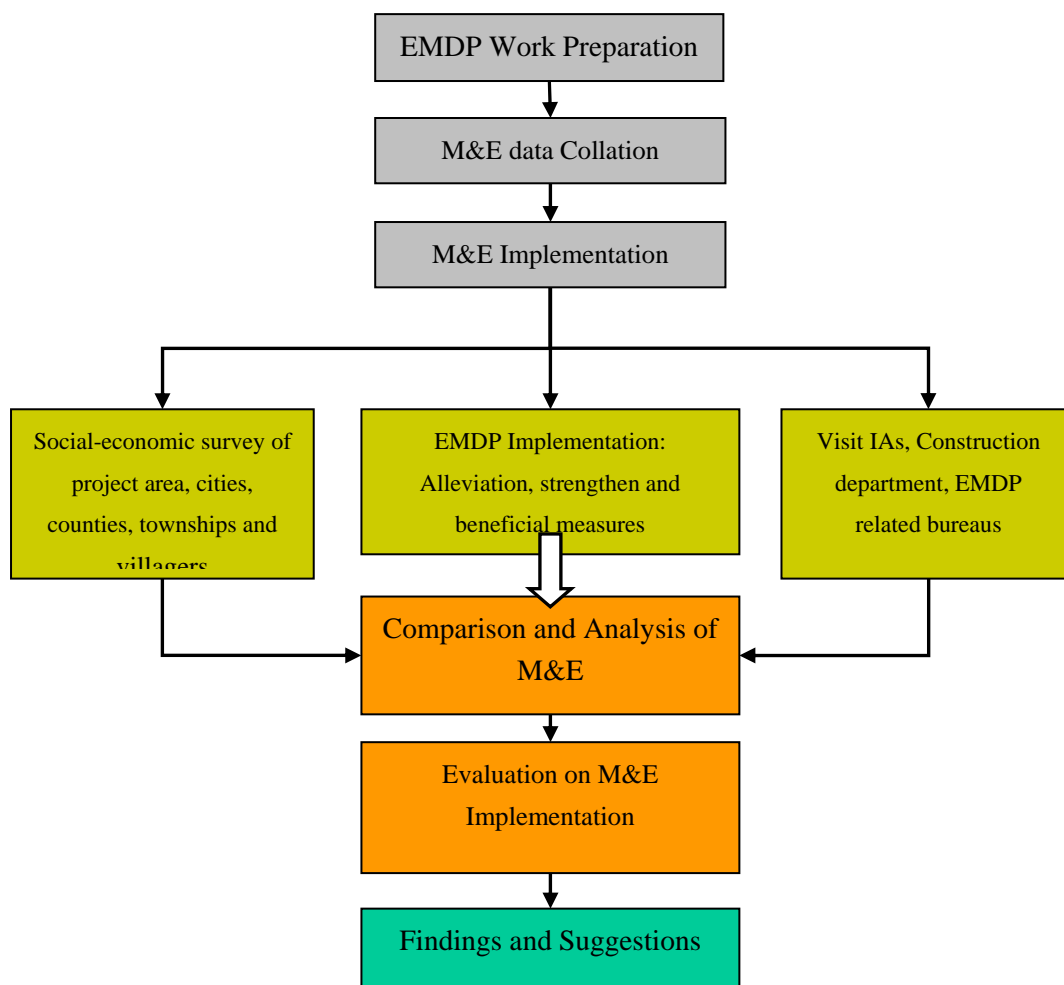 EMDP Work Preparation
M&E data Collation
M&E Implementation
Social-economic survey of
project area, cities,
counties, townships and
villagers
EMDP Implementation:
Alleviation, strengthen and
beneficial measures
Visit IAs, Construction
department, EMDP
related bureaus
Comparison and Analysis of
M&E
Evaluation on M&E
Implementation
Findings and Suggestions